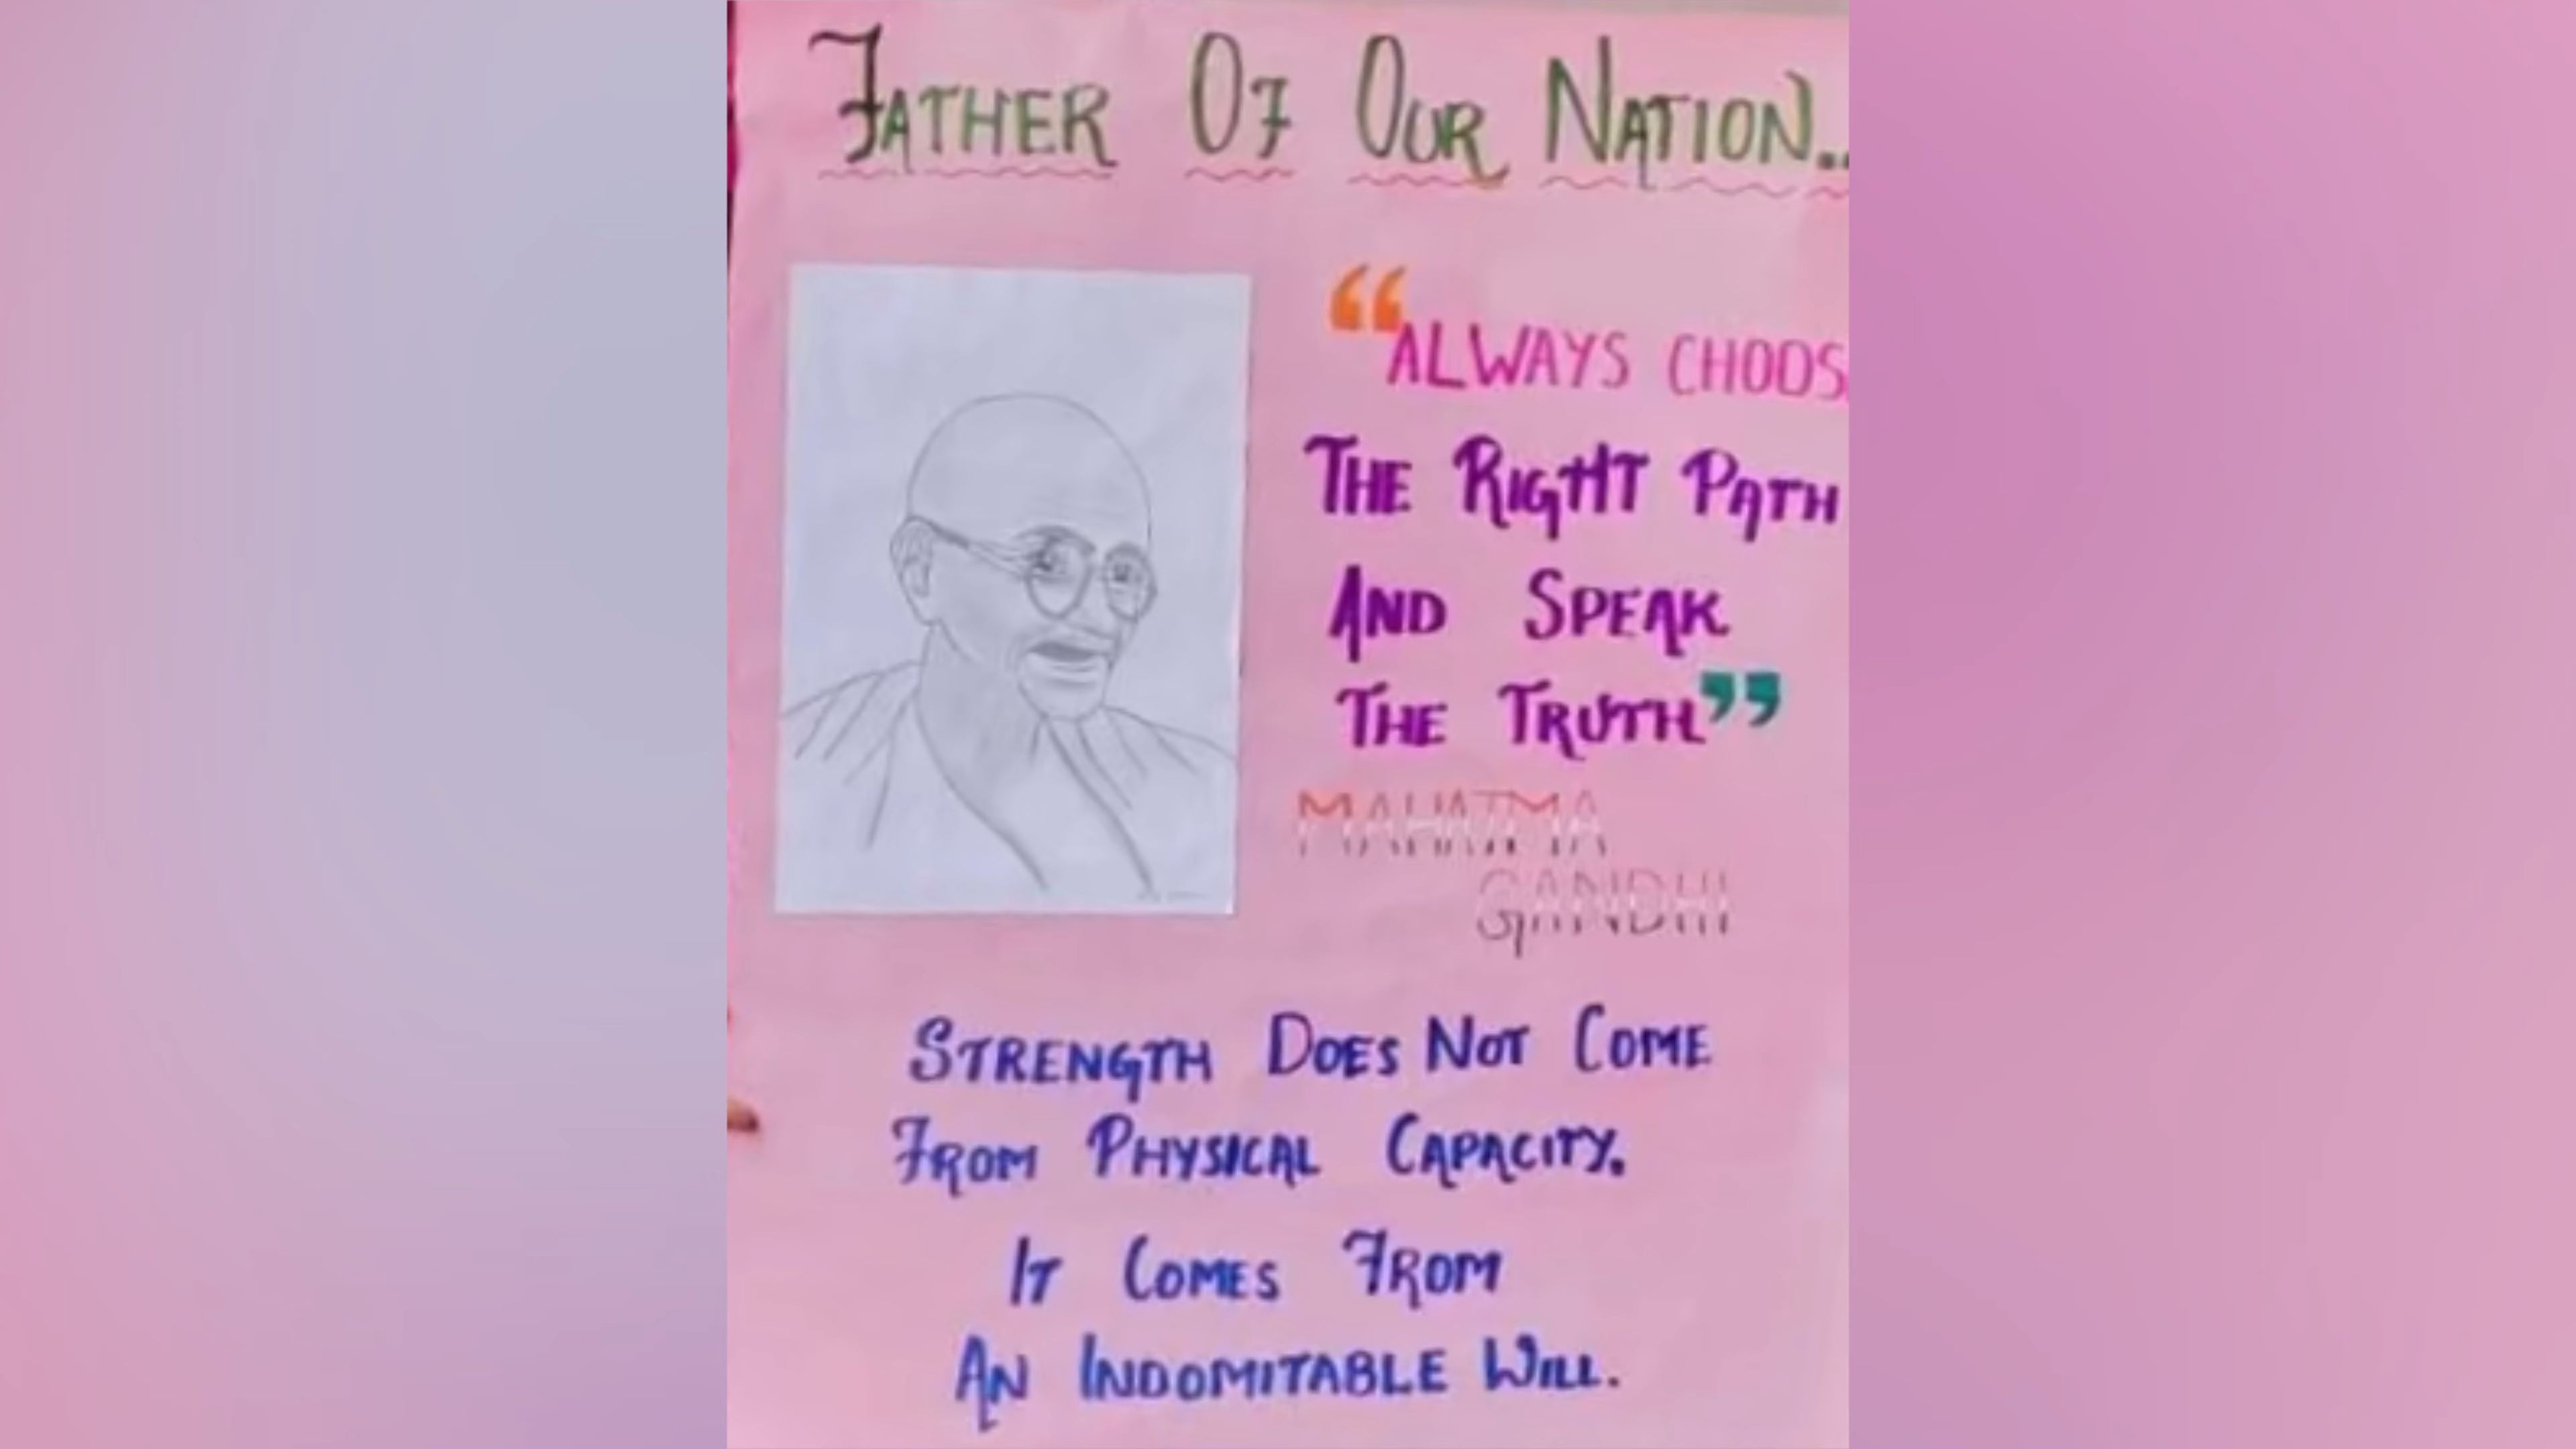 FATHER OF OUR NATION..
“ALWAYS CHOOS
THE RIGHT PATH
AND SPEAK
THE TRUTH”
MAHATMA
GANDHI
STRENGTH DOES NOT COME
FROM PHYSICAL CAPACITY.
IT COMES FROM
AN INDOMITABLE WILL.